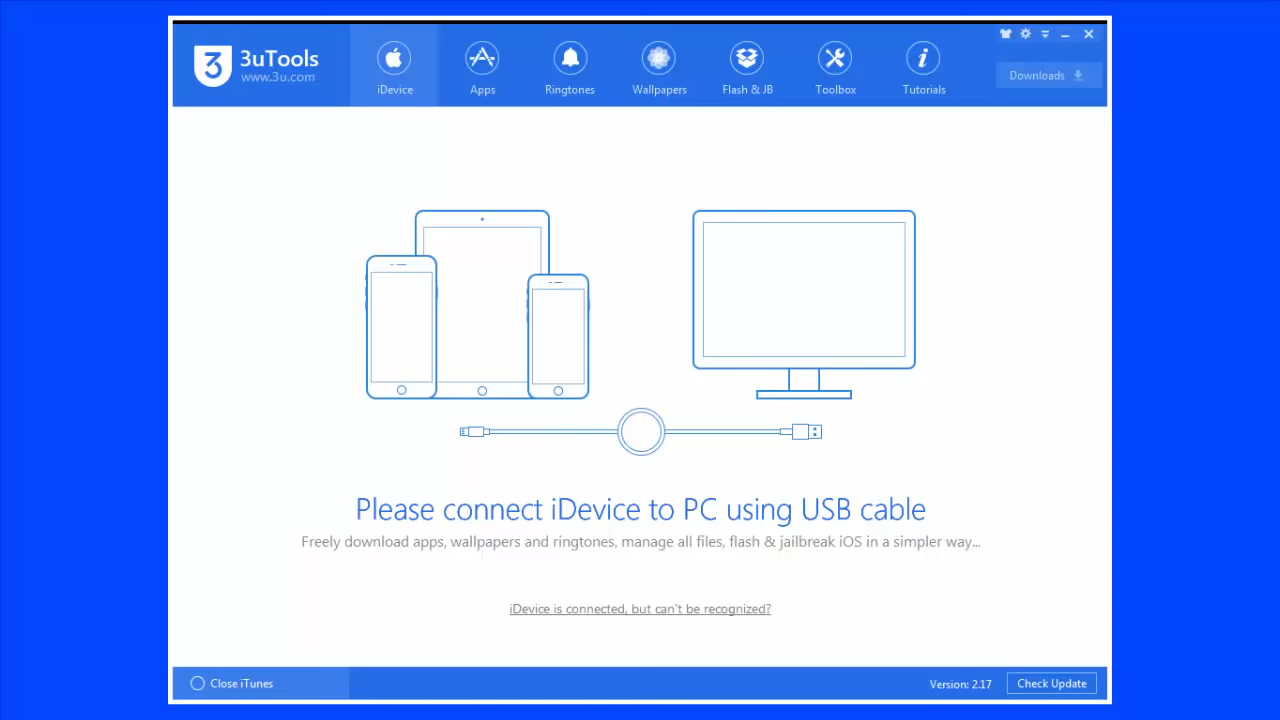 3 3uTools
www.3u.com
iDevice
Apps
Ringtones
Wallpapers
Flash & JB
Toolbox
Tutorials
Downloads
Please connect iDevice to PC using USB cable
Freely download apps, wallpapers and ringtones, manage all files, flash & jailbreak iOS in a simpler way...
iDevice is connected, but can't be recognized?
Close iTunes
Version: 2.17
Check Update